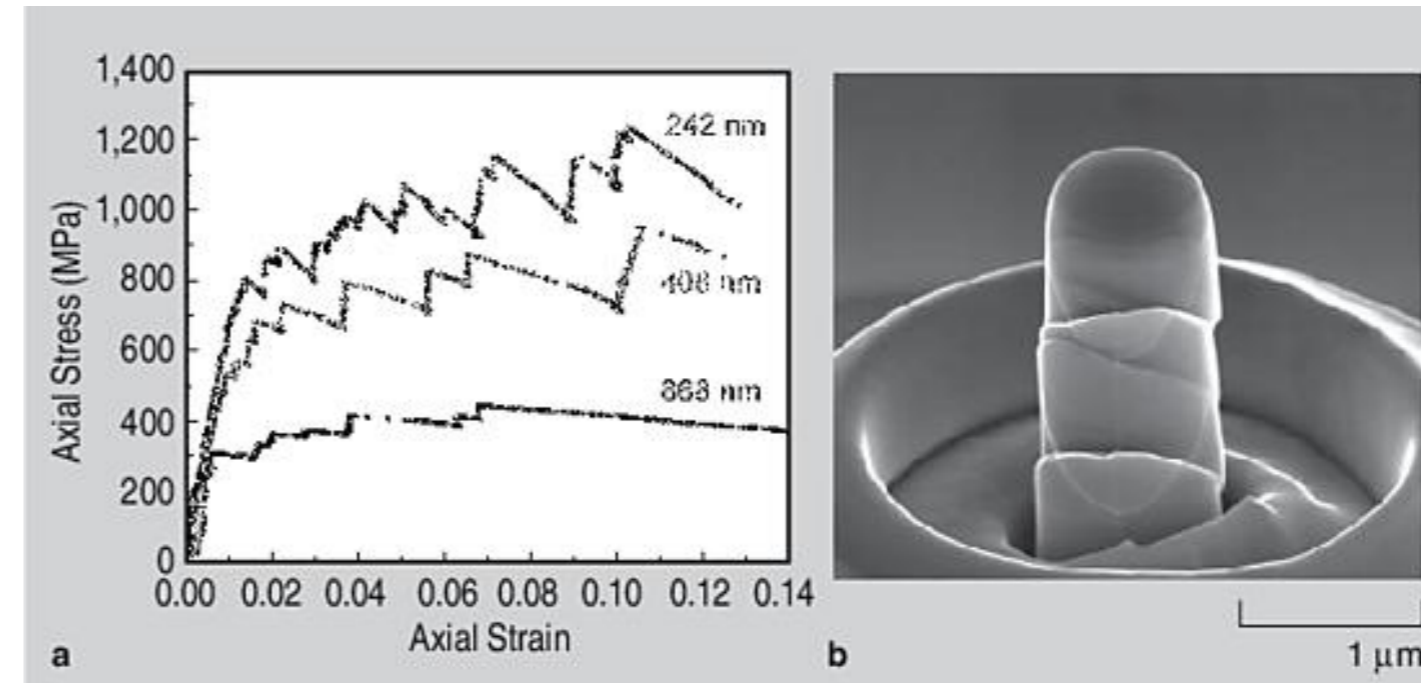 1,400
1,200
1,000
800
600
400
200
0
Axial Stress (MPa)
242 nm
408 nm
868 nm
0.00 0.02 0.04 0.06 0.08 0.10 0.12 0.14
Axial Strain
a
b
1 μm